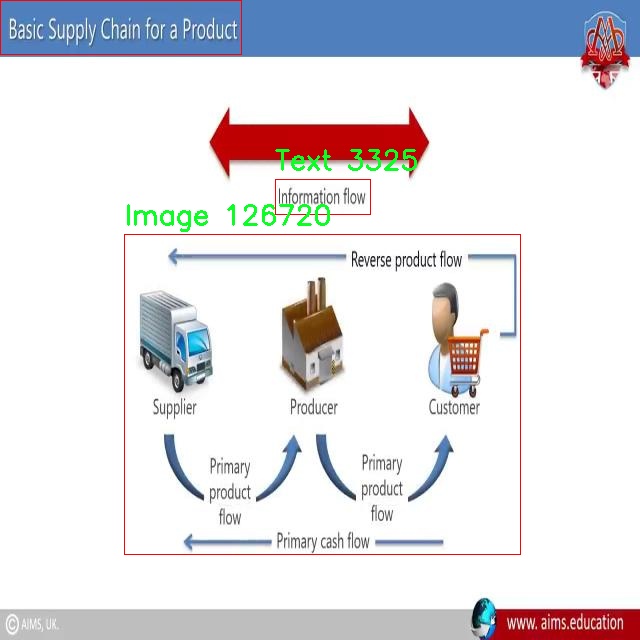 Basic Supply Chain for a Product
Text 3325
Information flow
Image 126720
Reverse product flow
Supplier
Producer
Customer
Primary
product
flow
Primary
product
flow
Primary cash flow
© AIMS, UK.
www. aims.education